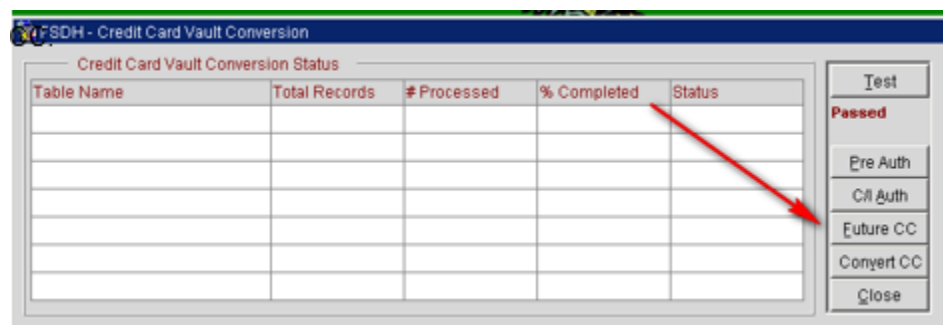 FSDH - Credit Card Vault Conversion
Credit Card Vault Conversion Status
Table Name Total Records # Processed % Completed Status
Test
Passed
Pre Auth
C/I Auth
Future CC
Convert CC
Close